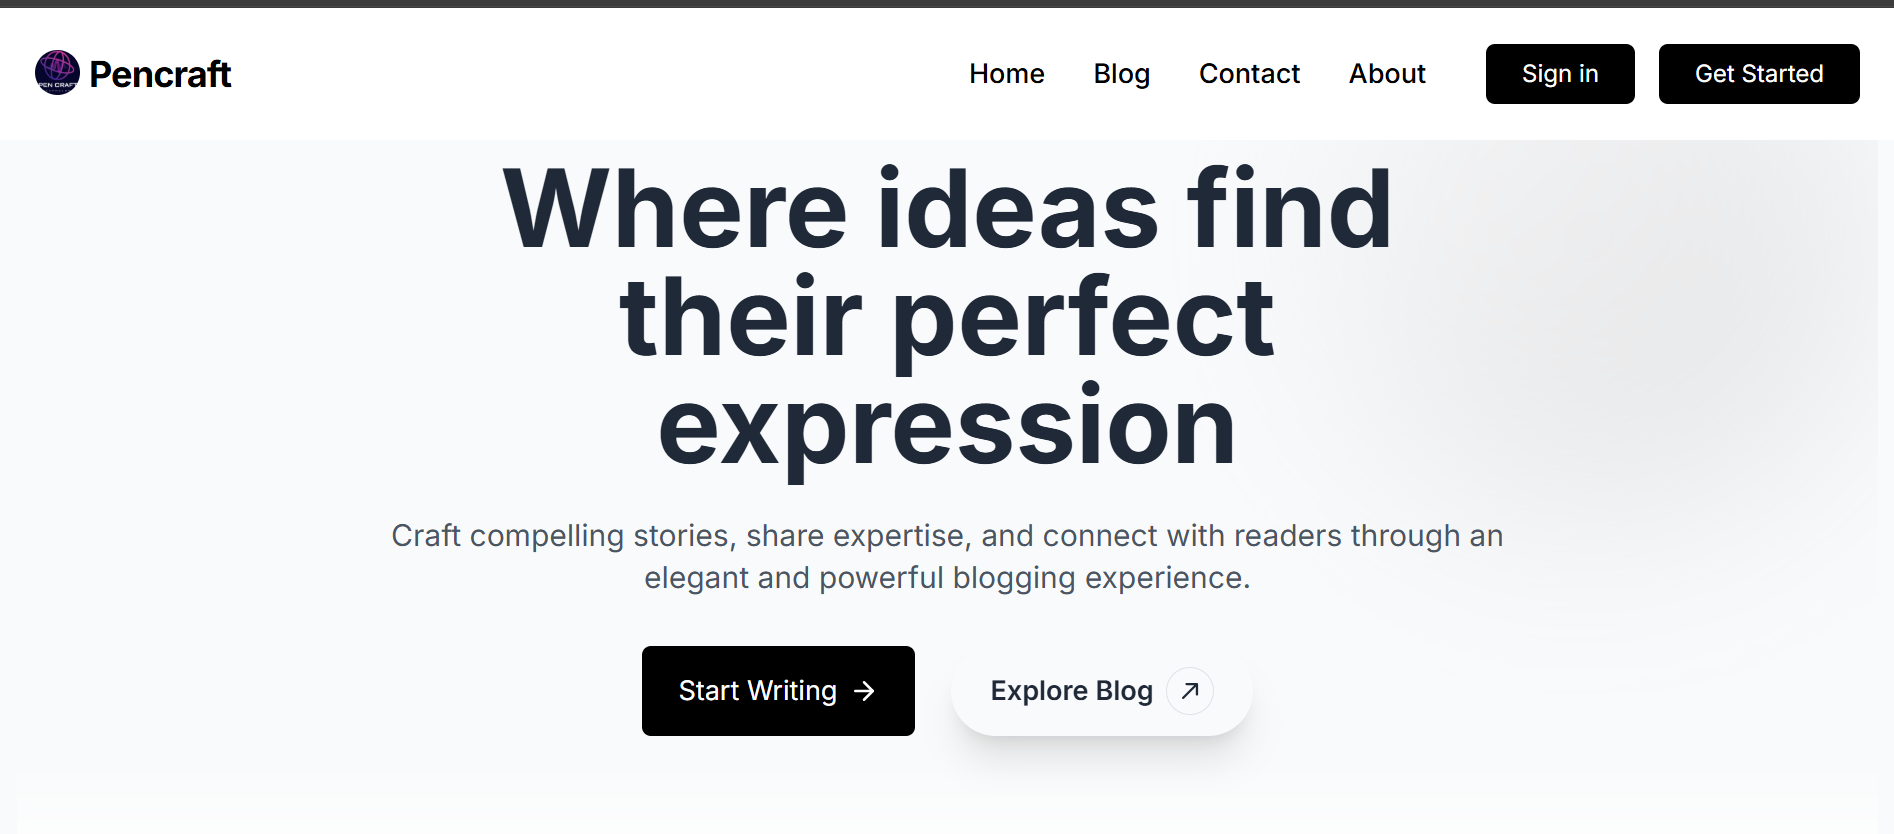 PEN CRAFT
Pencraft
Home
Blog
Contact
About
Sign in
Get Started
Where ideas find
their perfect
expression
Craft compelling stories, share expertise, and connect with readers through an
elegant and powerful blogging experience.
Start Writing
Explore Blog